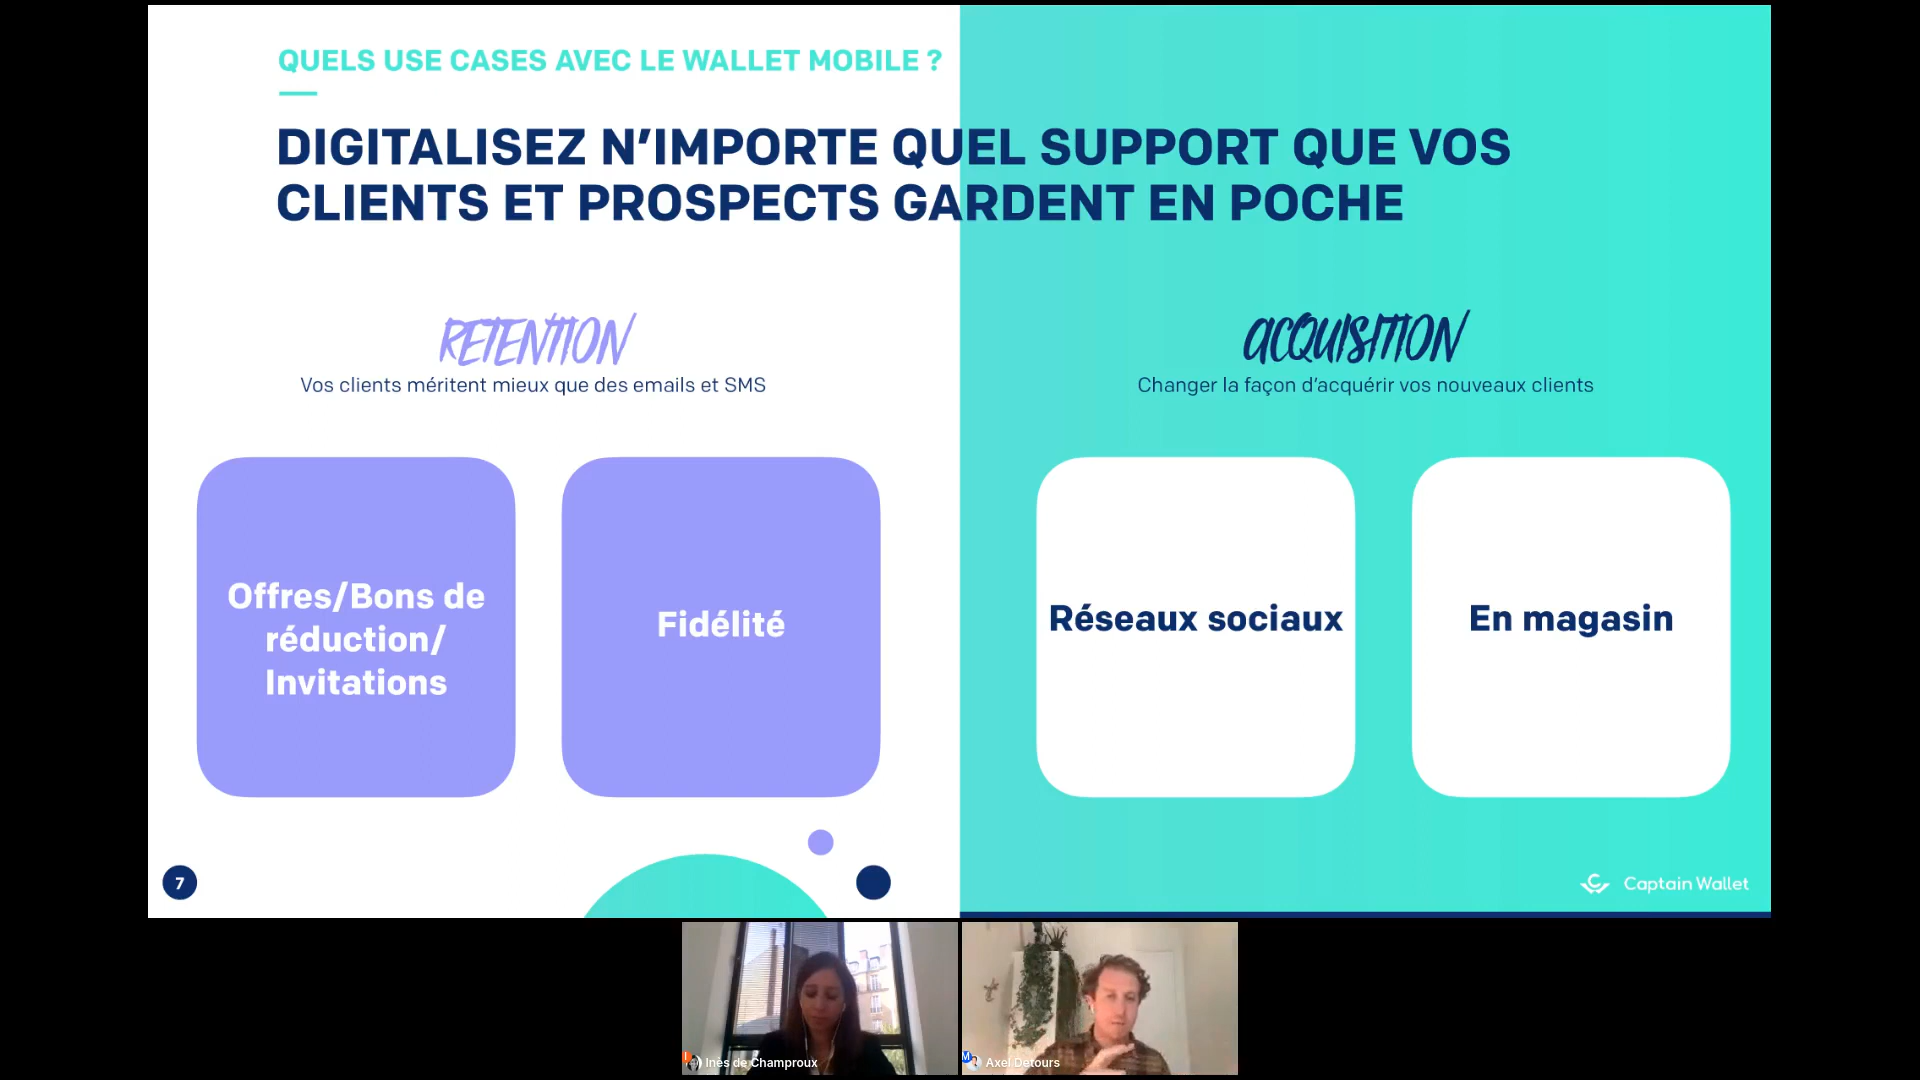 QUELS USE CASES AVEC LE WALLET MOBILE ?
DIGITALISEZ N’IMPORTE QUEL SUPPORT QUE VOS
CLIENTS ET PROSPECTS GARDENT EN POCHE
RETENTION
Vos clients méritent mieux que des emails et SMS
ACQUISITION
Changer la façon d’acquérir vos nouveaux clients
Offres/Bons de
réduction/
Invitations
Fidélité
Réseaux sociaux
En magasin
7
Captain Wallet
Inès de Champroux
Axel Detours